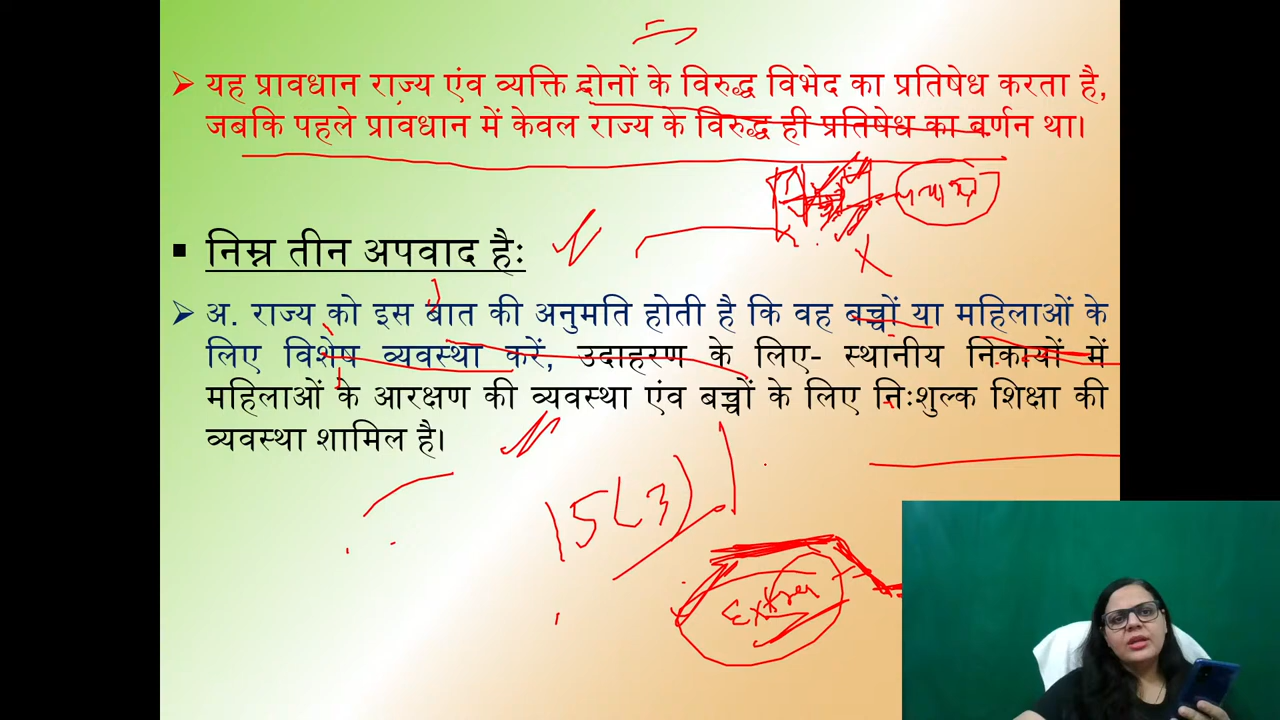 ➢ यह प्रावधान राज्य एंव व्यक्ति दोनों के विरुद्ध विभेद का प्रतिषेध करता है,
जबकि पहले प्रावधान में केवल राज्य के विरुद्ध ही प्रतिषेध का वर्णन था।
▪ निम्न तीन अपवाद हैः
➢ अ. राज्य को इस बात की अनुमति होती है कि वह बच्चों या महिलाओं के
लिए विशेष व्यवस्था करें, उदाहरण के लिए- स्थानीय निकायों में
महिलाओं के आरक्षण की व्यवस्था एंव बच्चों के लिए निःशुल्क शिक्षा की
व्यवस्था शामिल है।
15(3)
Extra